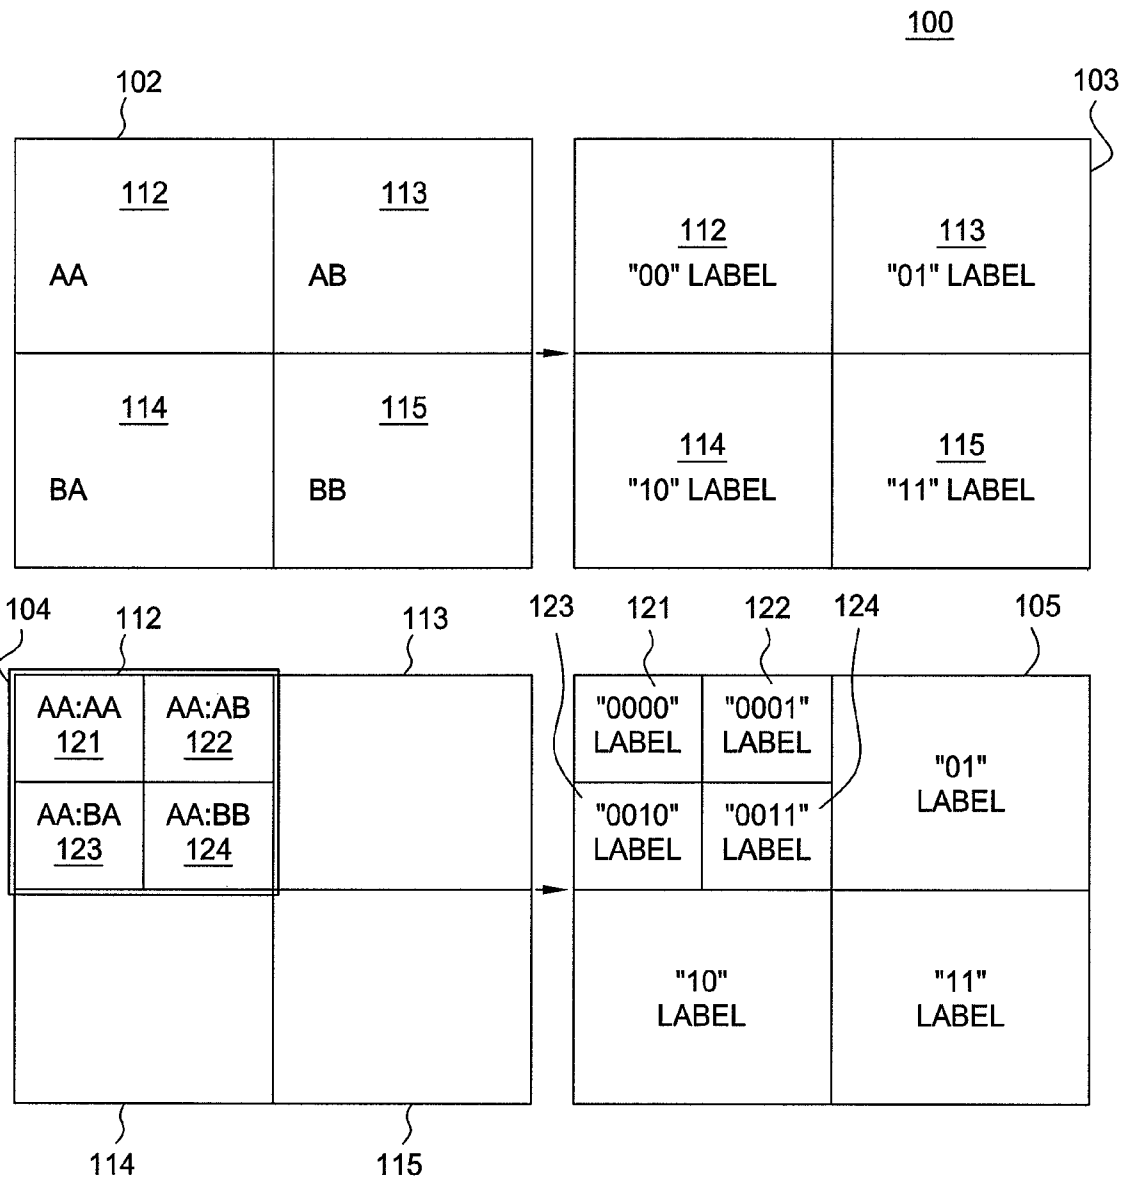 100
102
103
112
113
AA
AB
114
115
BA
BB
112
"00" LABEL
113
"01" LABEL
114
"10" LABEL
115
"11" LABEL
104
112
113
AA:AA
121
AA:AB
122
AA:BA
123
AA:BB
124
114
115
123
121
122
124
105
"0000"
LABEL
"0001"
LABEL
"0010"
LABEL
"0011"
LABEL
"01"
LABEL
"10"
LABEL
"11"
LABEL